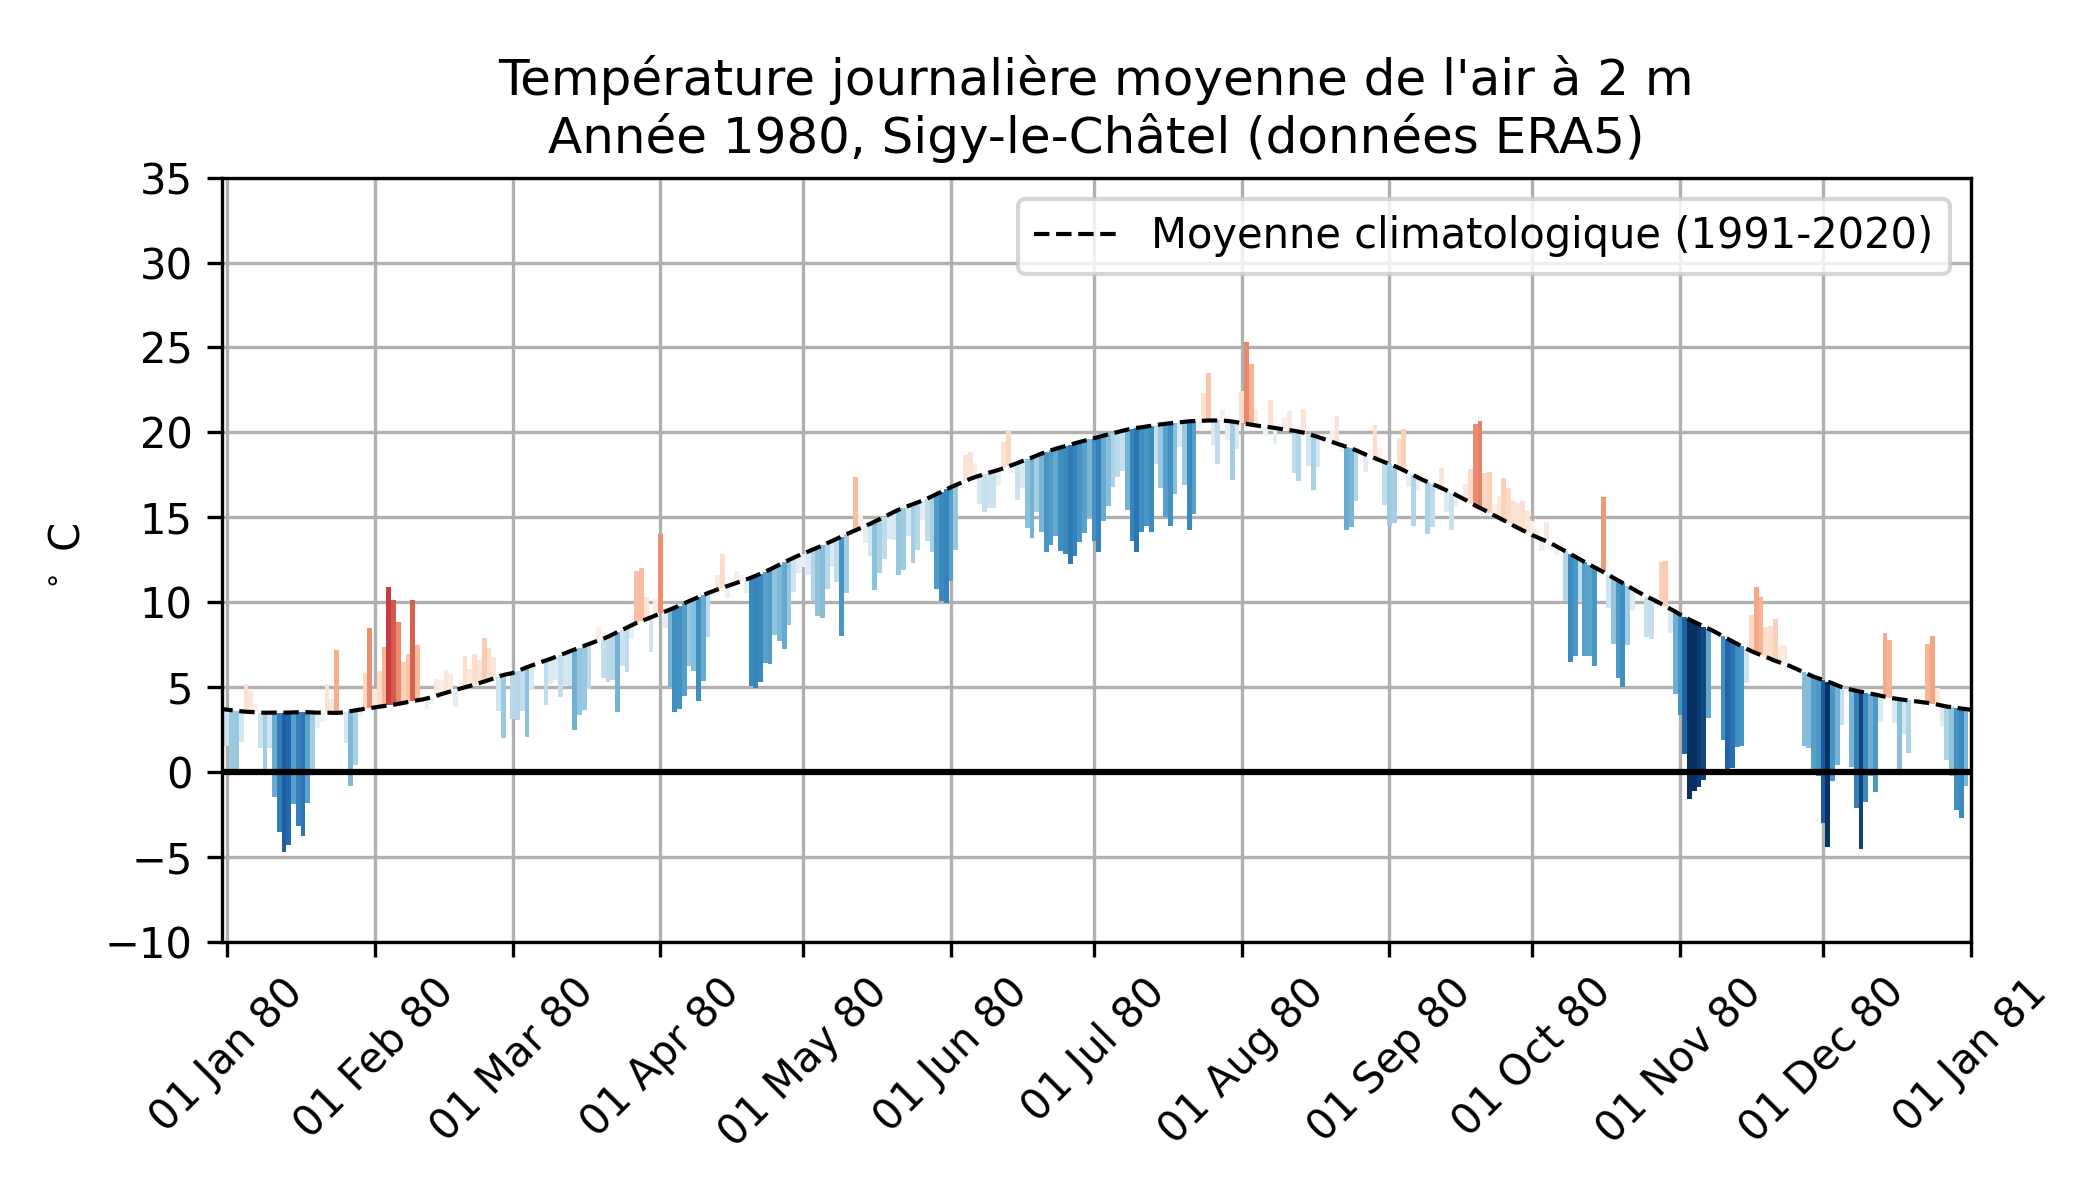 Température journalière moyenne de l'air à 2 m
Année 1980, Sigy-le-Châtel (données ERA5)
Moyenne climatologique (1991-2020)
° C
35
30
25
20
15
10
5
0
−5
−10
01 Jan 80
01 Feb 80
01 Mar 80
01 Apr 80
01 May 80
01 Jun 80
01 Jul 80
01 Aug 80
01 Sep 80
01 Oct 80
01 Nov 80
01 Dec 80
01 Jan 81